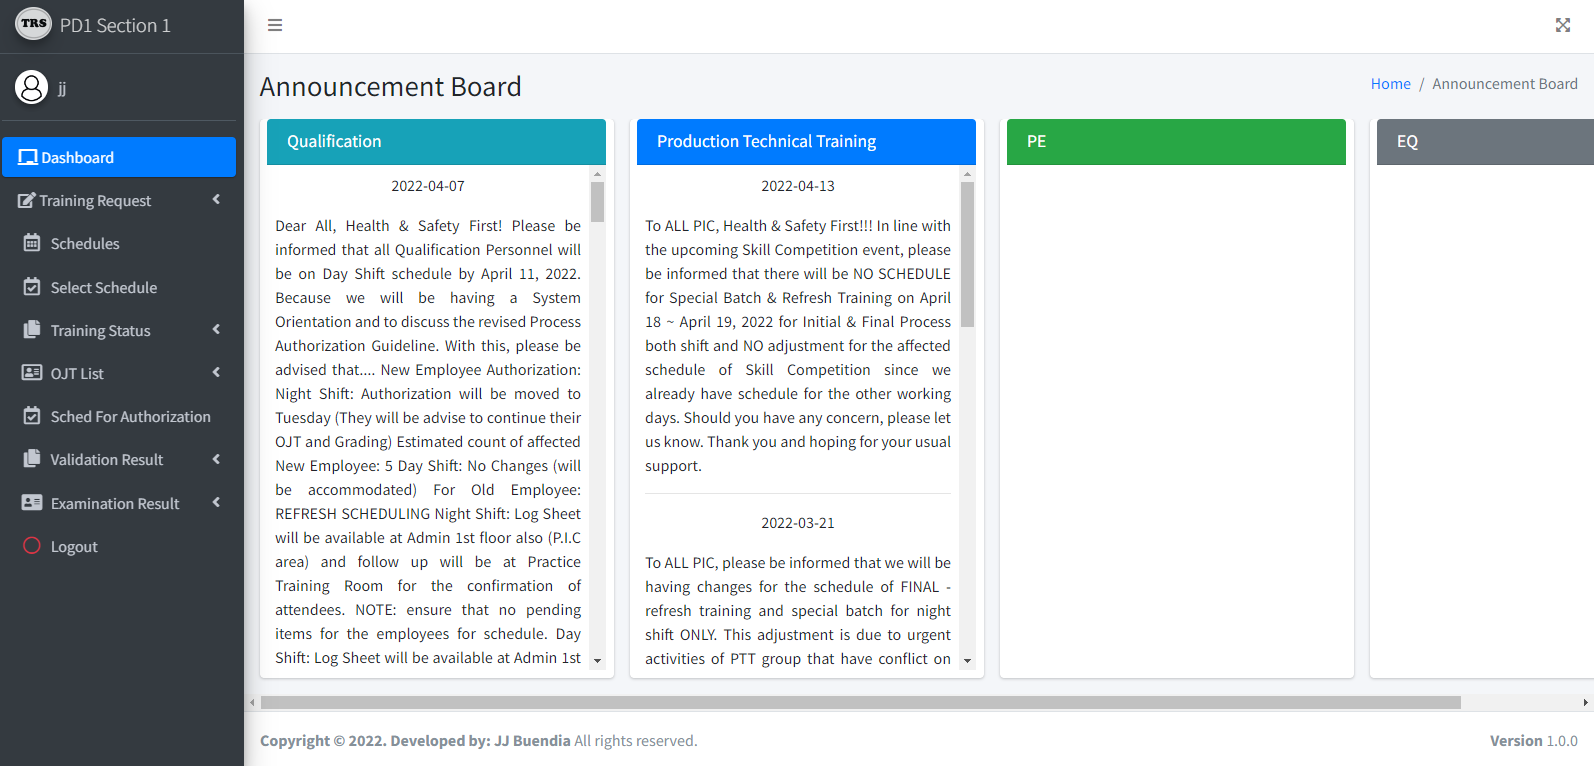 TRS
PD1 Section 1
jj
Dashboard
Training Request
Schedules
Select Schedule
Training Status
OJT List
Sched For Authorization
Validation Result
Examination Result
Logout
Announcement Board
Home / Announcement Board
Qualification
2022-04-07
Dear All, Health & Safety First! Please be
informed that all Qualification Personnel will
be on Day Shift schedule by April 11, 2022.
Because we will be having a System
Orientation and to discuss the revised Process
Authorization Guideline. With this, please be
advised that.... New Employee Authorization:
Night Shift: Authorization will be moved to
Tuesday (They will be advise to continue their
OJT and Grading) Estimated count of affected
New Employee: 5 Day Shift: No Changes (will
be accommodated) For Old Employee:
REFRESH SCHEDULING Night Shift: Log Sheet
will be available at Admin 1st floor also (P.I.C
area) and follow up will be at Practice
Training Room for the confirmation of
attendees. NOTE: ensure that no pending
items for the employees for schedule. Day
Shift: Log Sheet will be available at Admin 1st
Production Technical Training
2022-04-13
To ALL PIC, Health & Safety First!!! In line with
the upcoming Skill Competition event, please
be informed that there will be NO SCHEDULE
for Special Batch & Refresh Training on April
18 ~ April 19, 2022 for Initial & Final Process
both shift and NO adjustment for the affected
schedule of Skill Competition since we
already have schedule for the other working
days. Should you have any concern, please let
us know. Thank you and hoping for your usual
support.
2022-03-21
To ALL PIC, please be informed that we will be
having changes for the schedule of FINAL -
refresh training and special batch for night
shift ONLY. This adjustment is due to urgent
activities of PTT group that have conflict on
PE
EQ
Copyright © 2022. Developed by: JJ Buendia All rights reserved.
Version 1.0.0